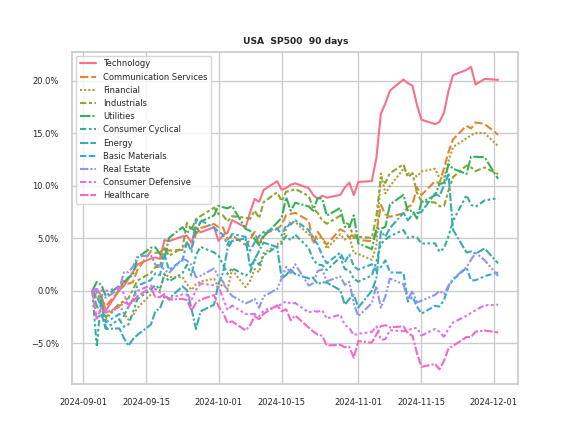 USA  SP500  90 days
Technology
Communication Services
Financial
Industrials
Utilities
Consumer Cyclical
Energy
Basic Materials
Real Estate
Consumer Defensive
Healthcare
20.0%
15.0%
10.0%
5.0%
0.0%
−5.0%
2024-09-01 2024-09-15 2024-10-01 2024-10-15 2024-11-01 2024-11-15 2024-12-01